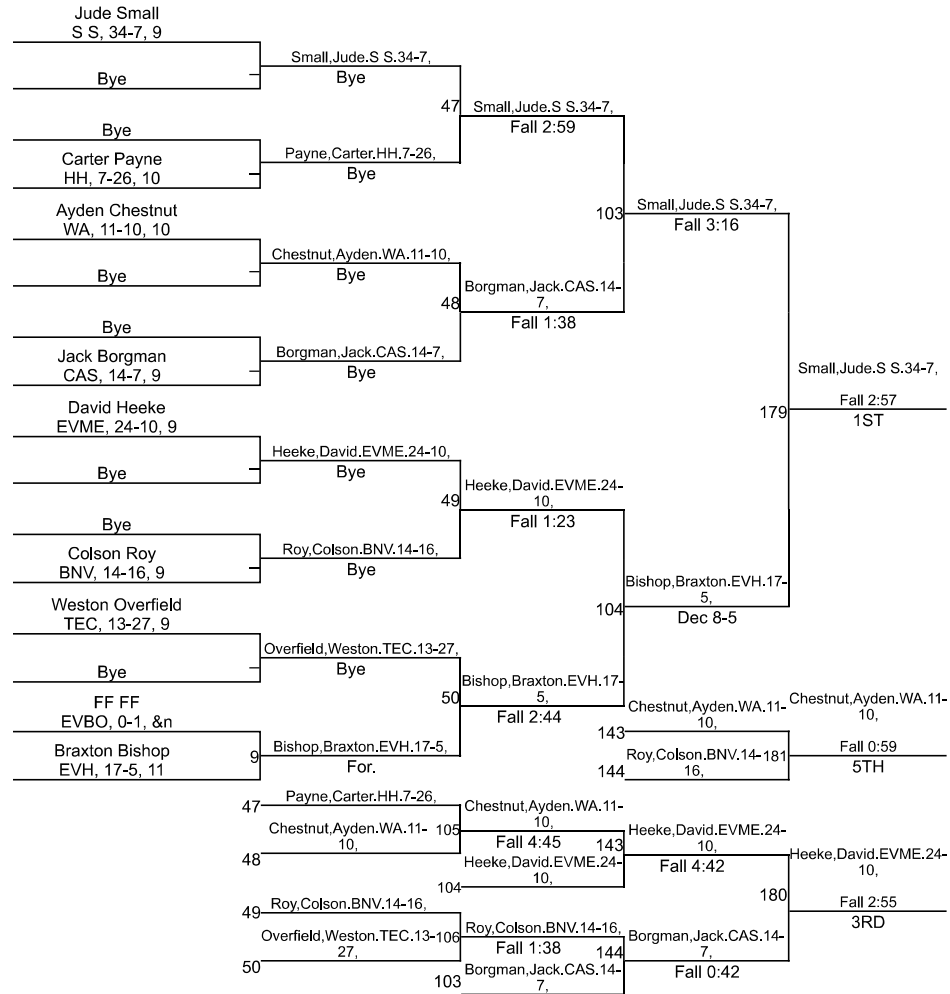 Jude Small
S S, 34-7, 9
Small,Jude.S S.34-7,
Bye
Bye
47
Small,Jude.S S.34-7,
Fall 2:59
Bye
Carter Payne
HH, 7-26, 10
Payne,Carter.HH.7-26,
Bye
Ayden Chestnut
WA, 11-10, 10
103
Small,Jude.S S.34-7,
Fall 3:16
Chestnut,Ayden.WA.11-10,
Bye
Bye
48
Borgman,Jack.CAS.14-
7,
Fall 1:38
Bye
Jack Borgman
CAS, 14-7, 9
Borgman,Jack.CAS.14-7,
Bye
Small,Jude.S S.34-7,
Fall 2:57
1ST
179
David Heeke
EVME, 24-10, 9
Heeke,David.EVME.24-10,
Bye
Bye
49
Heeke,David.EVME.24-
10,
Fall 1:23
Bye
Colson Roy
BNV, 14-16, 9
Roy,Colson.BNV.14-16,
Bye
Weston Overfield
TEC, 13-27, 9
104
Bishop,Braxton.EVH.17-
5,
Dec 8-5
Overfield,Weston.TEC.13-27,
Bye
Bye
50
Bishop,Braxton.EVH.17-
5,
Fall 2:44
FF FF
EVBO, 0-1, &n
Braxton Bishop
EVH, 17-5, 11
9
Bishop,Braxton.EVH.17-5,
For.
Chestnut,Ayden.WA.11-
10,
143
Roy,Colson.BNV.14-
16,
144
181
Chestnut,Ayden.WA.11-
10,
Fall 0:59
5TH
47
Payne,Carter.HH.7-26,
Chestnut,Ayden.WA.11-
10,
48
105
Chestnut,Ayden.WA.11-
10,
Fall 4:45
Heeke,David.EVME.24-
10,
104
143
Heeke,David.EVME.24-
10,
Fall 4:42
180
Heeke,David.EVME.24-
10,
Fall 2:55
3RD
49
Roy,Colson.BNV.14-16,
Overfield,Weston.TEC.13-
27,
50
106
Roy,Colson.BNV.14-16,
Fall 1:38
Borgman,Jack.CAS.14-
7,
103
144
Borgman,Jack.CAS.14-
7,
Fall 0:42